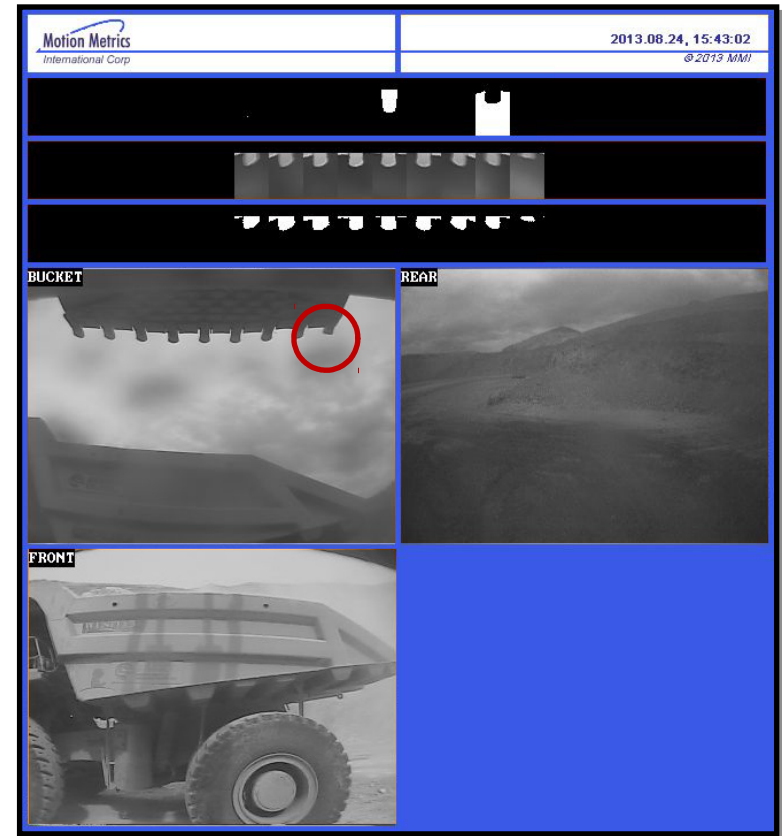 Motion Metrics
International Corp
2013.08.24, 15:43:02
© 2013 MMI
BUCKET
REAR
FRONT